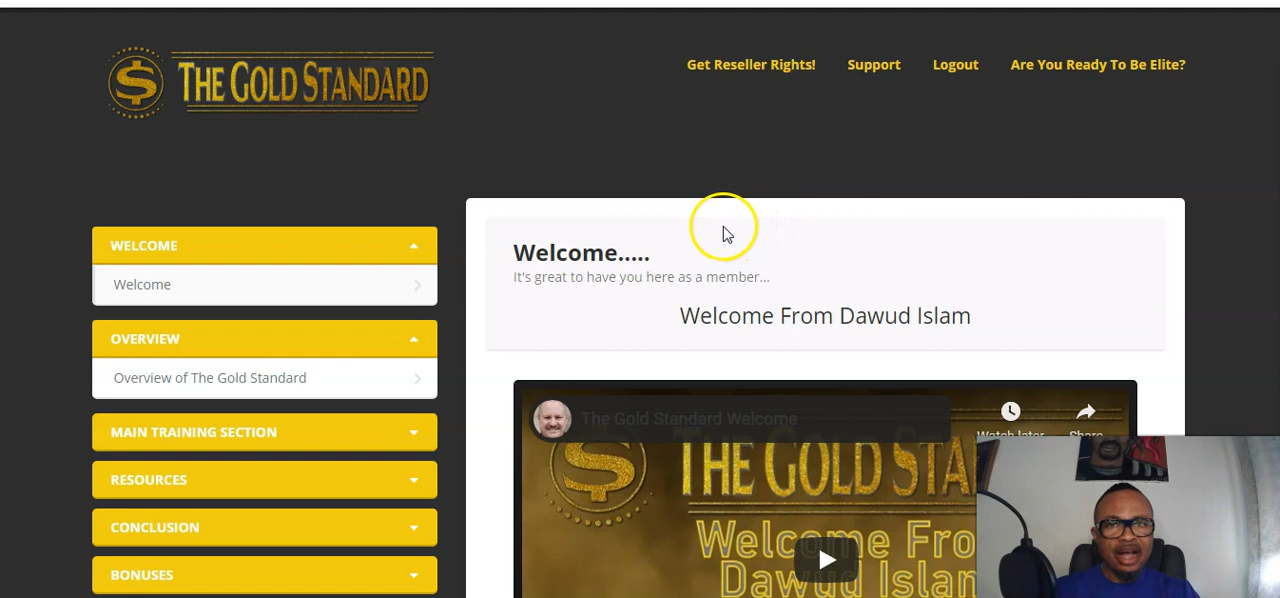 $ THE GOLD STANDARD
Get Reseller Rights!
Support
Logout
Are You Ready To Be Elite?
WELCOME
Welcome
OVERVIEW
Overview of The Gold Standard
MAIN TRAINING SECTION
RESOURCES
CONCLUSION
BONUSES
Welcome.....
It's great to have you here as a member...
Welcome From Dawud Islam
The Gold Standard Welcome
Watch later
Share
$ THE GOLD STA
Welcome Fro
Dawud Islam